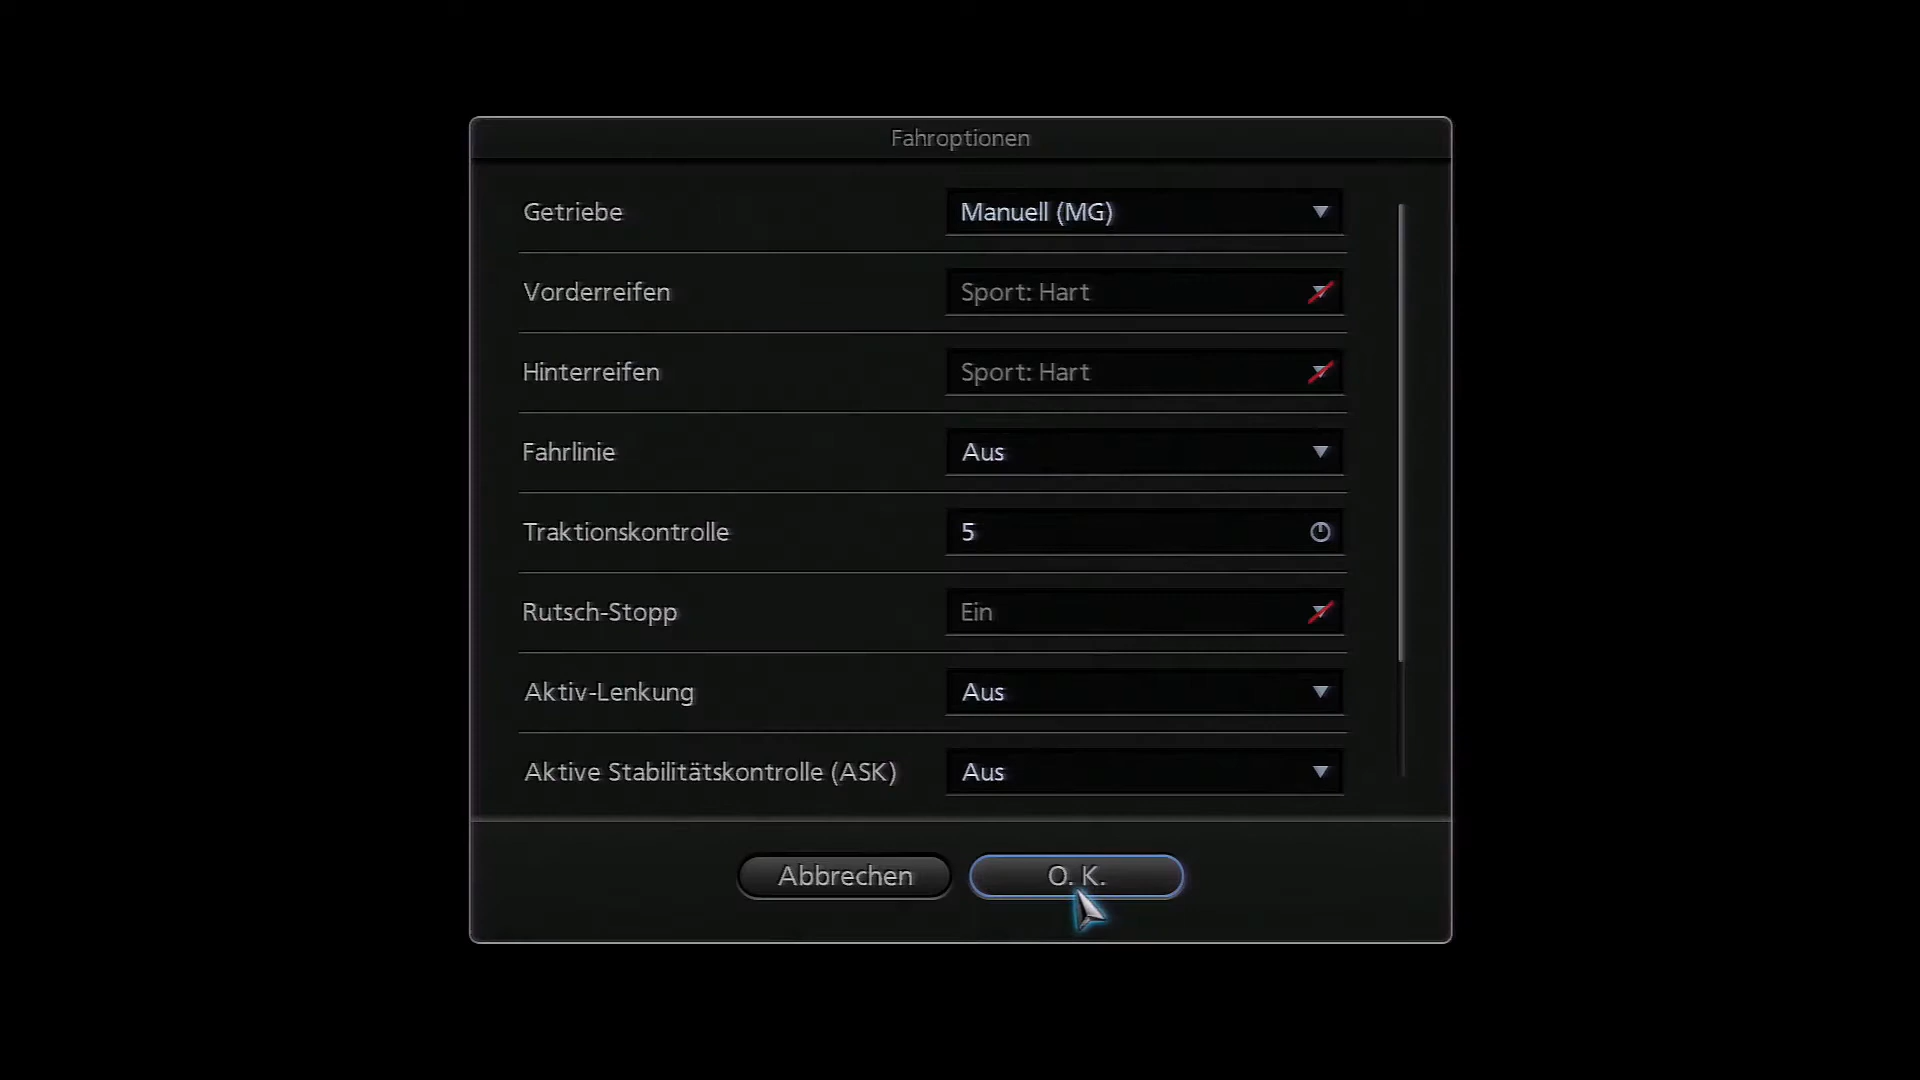 Fahroptionen
Getriebe Manuell (MG)
Vorderreifen Sport: Hart
Hinterreifen Sport: Hart
Fahrlinie Aus
Traktionskontrolle 5
Rutsch-Stopp Ein
Aktiv-Lenkung Aus
Aktive Stabilitätskontrolle (ASK) Aus
Abbrechen O. K.